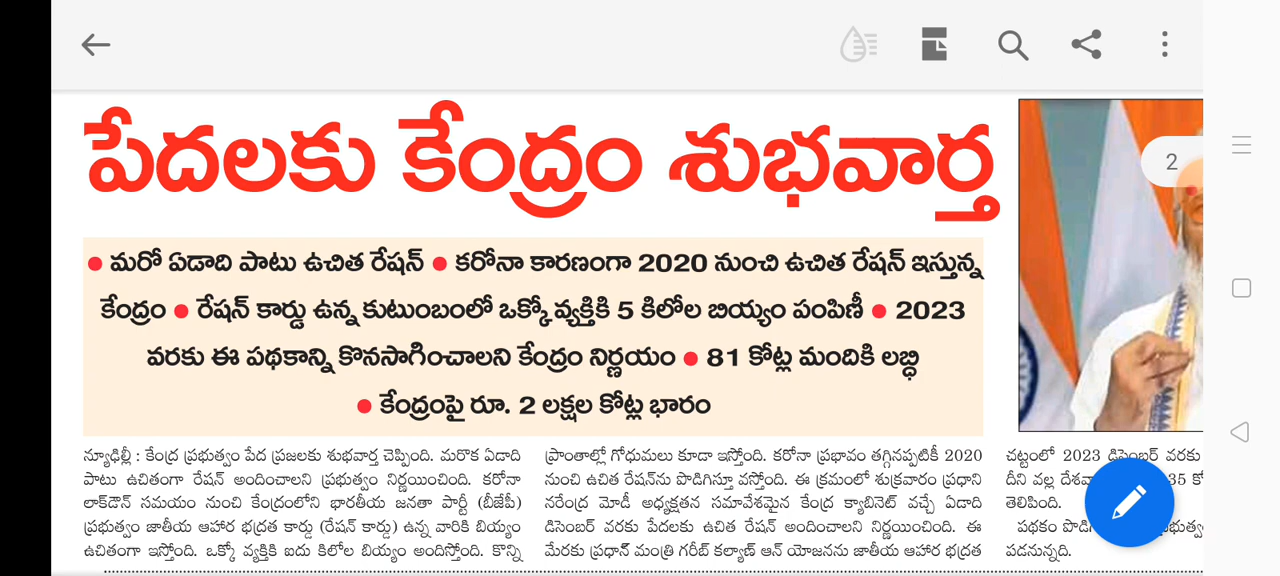 2
పేదలకు కేంద్రం శుభవార్త
● మరో ఏడాది పాటు ఉచిత రేషన్ ● కరోనా కారణంగా 2020 నుంచి ఉచిత రేషన్ ఇస్తున్న
కేంద్రం ● రేషన్ కార్డు ఉన్న కుటుంబంలో ఒక్కో వ్యక్తికి 5 కిలోల బియ్యం పంపిణీ ● 2023
వరకు ఈ పథకాన్ని కొనసాగించాలని కేంద్రం నిర్ణయం ● 81 కోట్ల మందికి లబ్ధి
● కేంద్రంపై రూ. 2 లక్షల కోట్ల భారం
న్యూఢిల్లీ : కేంద్ర ప్రభుత్వం పేద ప్రజలకు శుభవార్త చెప్పింది. మరొక ఏడాది
పాటు ఉచితంగా రేషన్ అందించాలని ప్రభుత్వం నిర్ణయించింది. కరోనా
లాక్‌డౌన్ సమయం నుంచి కేంద్రంలోని భారతీయ జనతా పార్టీ (బీజేపీ)
ప్రభుత్వం జాతీయ ఆహార భద్రత కార్డు (రేషన్ కార్డు) ఉన్న వారికి బియ్యం
ఉచితంగా ఇస్తోంది. ఒక్కో వ్యక్తికి ఐదు కిలోల బియ్యం అందిస్తోంది. కొన్ని
ప్రాంతాల్లో గోధుమలు కూడా ఇస్తోంది. కరోనా ప్రభావం తగ్గినప్పటికీ 2020
నుంచి ఉచిత రేషన్‌ను పొడిగిస్తూ వస్తోంది. ఈ క్రమంలో శుక్రవారం ప్రధాని
నరేంద్ర మోడీ అధ్యక్షతన సమావేశమైన కేంద్ర క్యాబినెట్ వచ్చే ఏడాది
డిసెంబర్ వరకు పేదలకు ఉచిత రేషన్ అందించాలని నిర్ణయించింది. ఈ
మేరకు ప్రధాన్ మంత్రి గరీబ్ కల్యాణ్ ఆన్ యోజనను జాతీయ ఆహార భద్రత
చట్టంలో 2023 డిసెంబర్ వరకు
దీని వల్ల 35 కో
తెలిపింది.
పథకం
పడనున్నది.